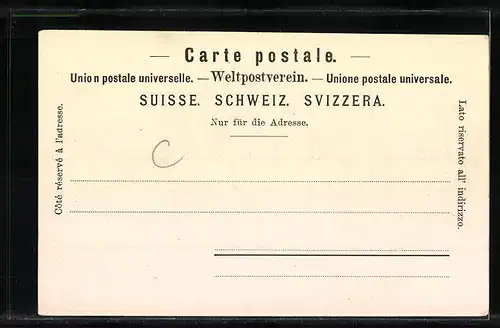 — Carte postale. —
Union postale universelle. — Weltpostverein. — Unione postale universale.
SUISSE. SCHWEIZ. SVIZZERA.
Nur für die Adresse.
Côté réservé à l'adresse.
Lato riservato all' indirizzo.
C